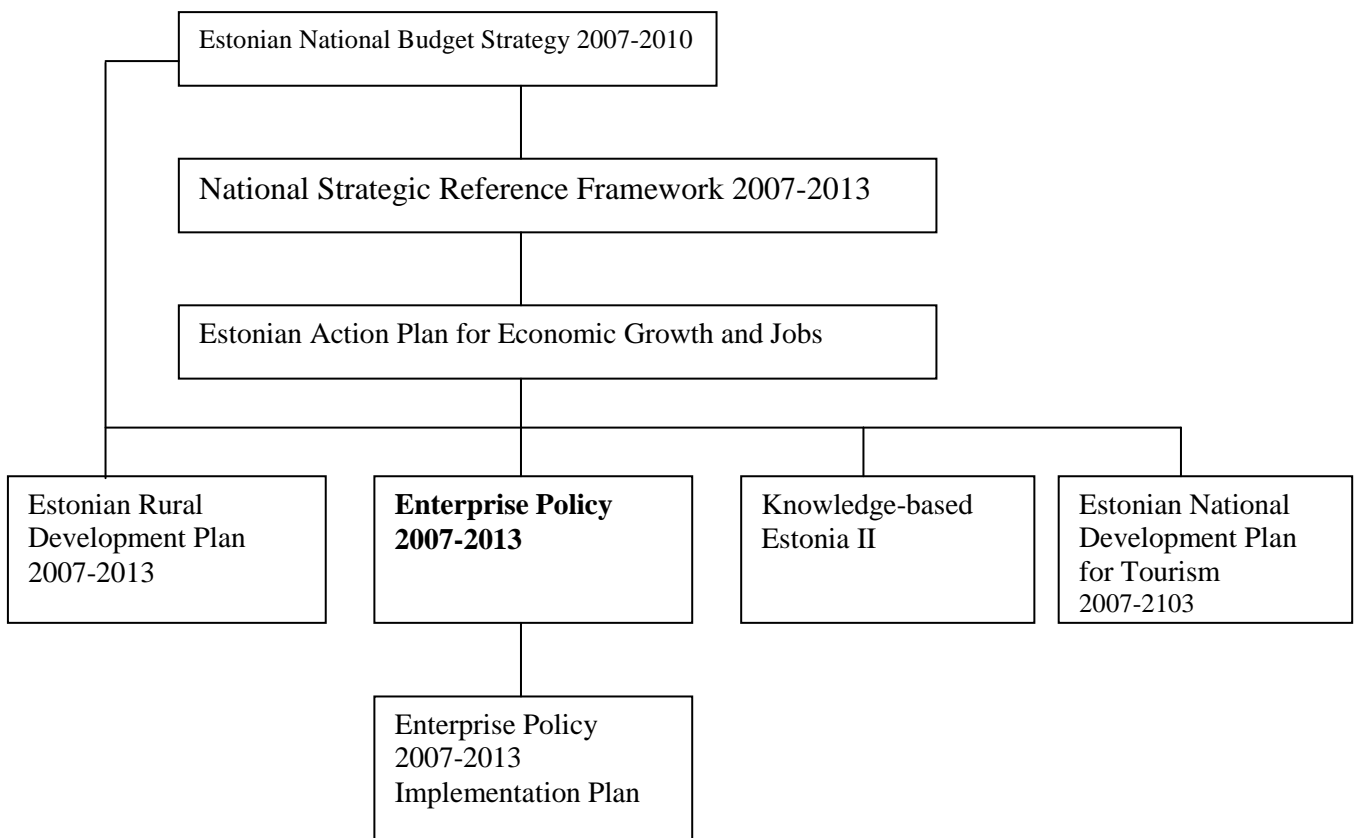 Estonian National Budget Strategy 2007-2010
National Strategic Reference Framework 2007-2013
Estonian Action Plan for Economic Growth and Jobs
Estonian Rural
Development Plan
2007-2013
Enterprise Policy
2007-2013
Knowledge-based
Estonia II
Estonian National
Development Plan
for Tourism
2007-2103
Enterprise Policy
2007-2013
Implementation Plan